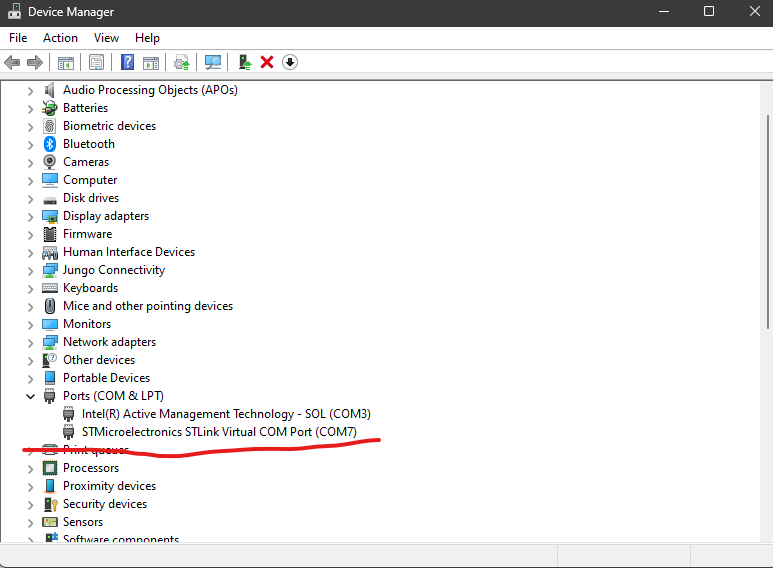 Device Manager
File Action View Help
Audio Processing Objects (APOs)
Batteries
Biometric devices
Bluetooth
Cameras
Computer
Disk drives
Display adapters
Firmware
Human Interface Devices
Jungo Connectivity
Keyboards
Mice and other pointing devices
Monitors
Network adapters
Other devices
Portable Devices
Ports (COM & LPT)
Intel(R) Active Management Technology - SOL (COM3)
STMicroelectronics STLink Virtual COM Port (COM7)
Print queues
Processors
Proximity devices
Security devices
Sensors
Software components